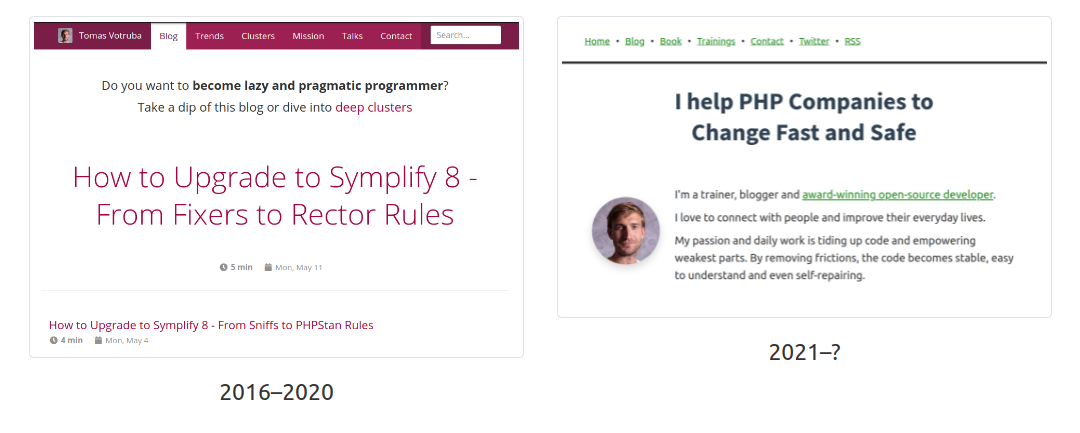 Tomas Votruba Blog Trends Clusters Mission Talks Contact Search...
Do you want to become lazy and pragmatic programmer?
Take a dip of this blog or dive into deep clusters
How to Upgrade to Symplify 8 -
From Fixers to Rector Rules
5 min Mon, May 11
How to Upgrade to Symplify 8 - From Sniffs to PHPStan Rules
4 min Mon, May 4
2016–2020
Home • Blog • Book • Trainings • Contact • Twitter • RSS
I help PHP Companies to
Change Fast and Safe
I'm a trainer, blogger and award-winning open-source developer.
I love to connect with people and improve their everyday lives.
My passion and daily work is tiding up code and empowering
weakest parts. By removing frictions, the code becomes stable, easy
to understand and even self-repairing.
2021–?